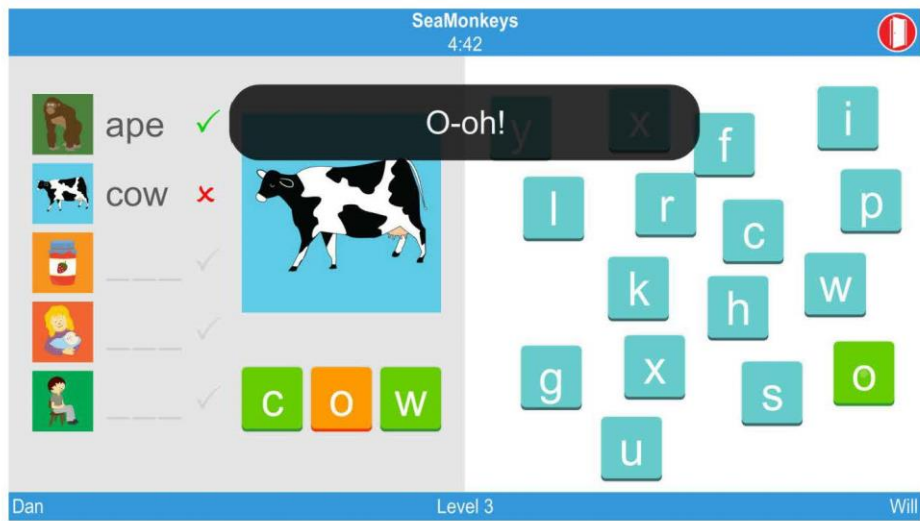 SeaMonkeys
4:42
ape
cow
O-oh!
y x f i
l r c p
k h w
g x s o
u
c o w
Dan Level 3 Will